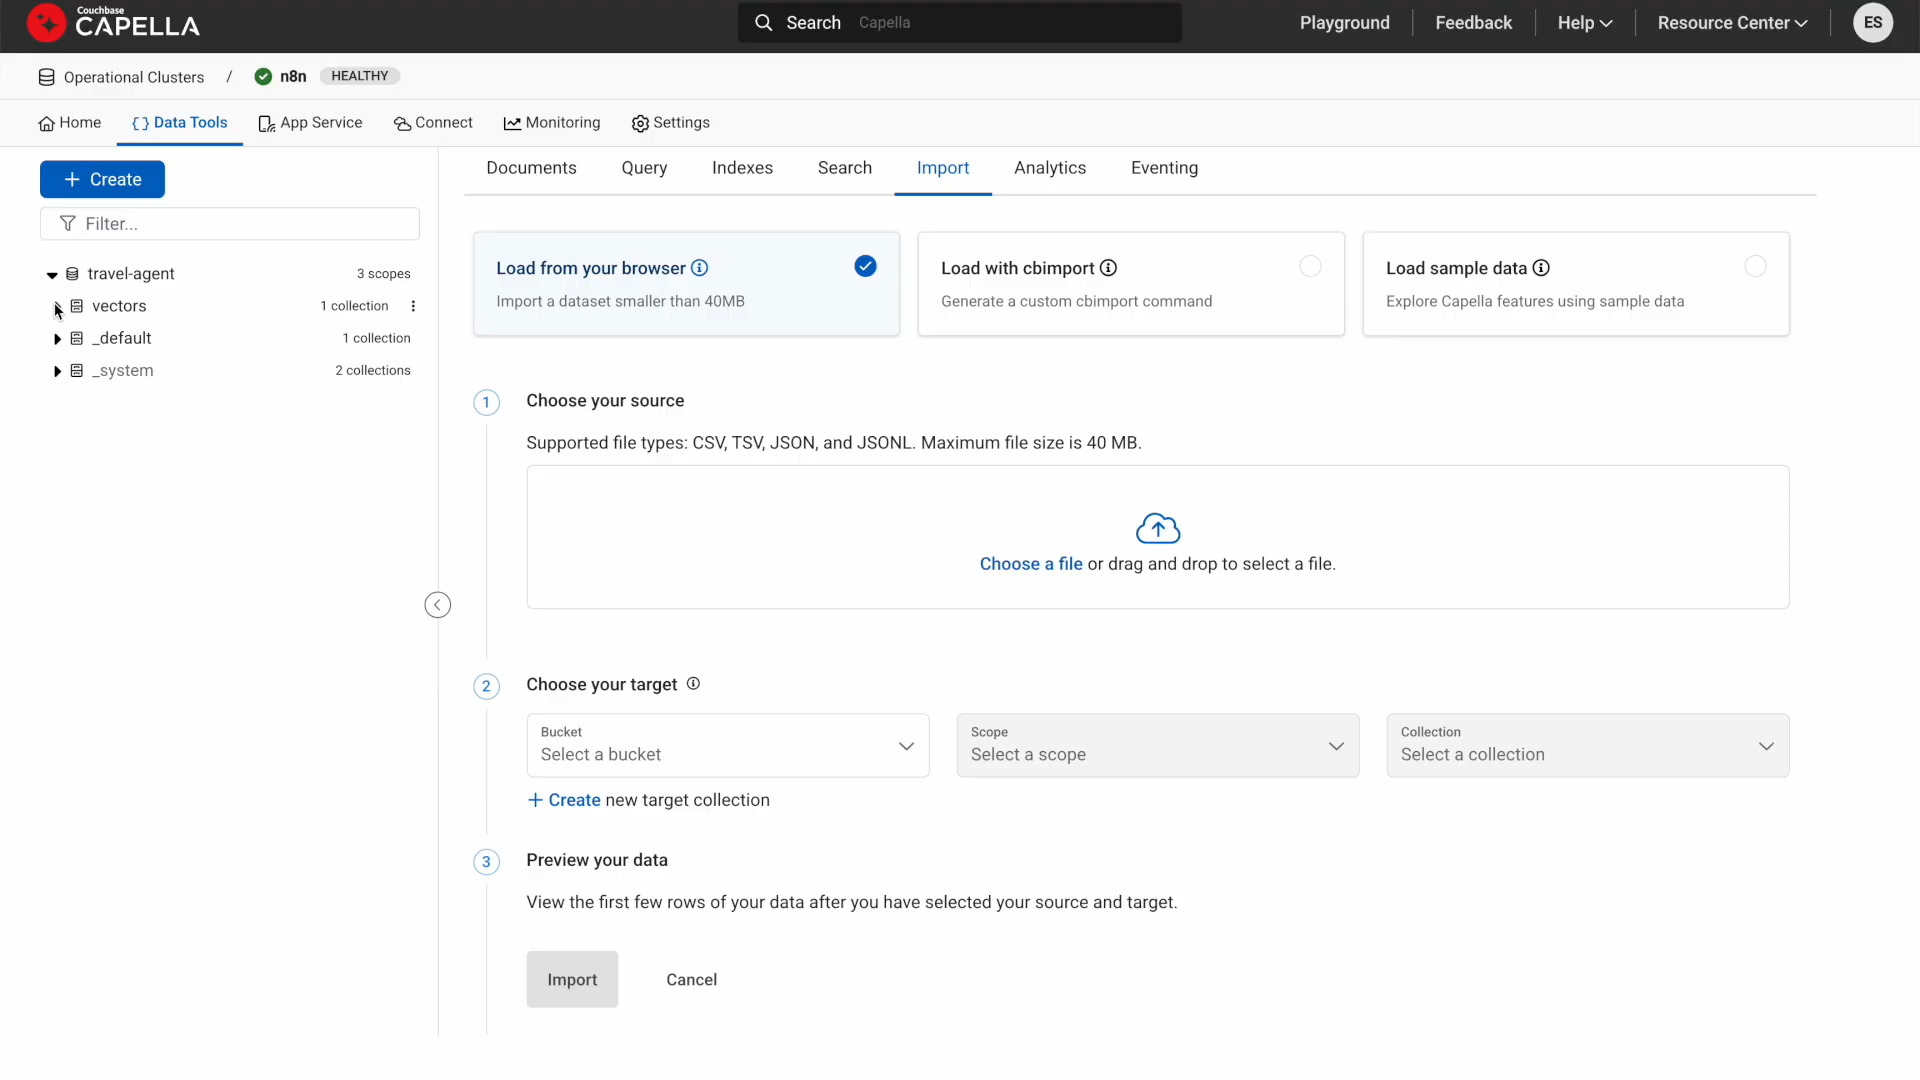 Couchbase
CAPELLA
Search Capella
Playground
Feedback
Help
Resource Center
ES
Operational Clusters / n8n HEALTHY
Home
Data Tools
App Service
Connect
Monitoring
Settings
+ Create
Filter...
travel-agent 3 scopes
vectors 1 collection
_default 1 collection
_system 2 collections
Documents
Query
Indexes
Search
Import
Analytics
Eventing
Load from your browser
Import a dataset smaller than 40MB
Load with cbimport
Generate a custom cbimport command
Load sample data
Explore Capella features using sample data
1 Choose your source
Supported file types: CSV, TSV, JSON, and JSONL. Maximum file size is 40 MB.
Choose a file or drag and drop to select a file.
2 Choose your target
Bucket
Select a bucket
Scope
Select a scope
Collection
Select a collection
+ Create new target collection
3 Preview your data
View the first few rows of your data after you have selected your source and target.
Import
Cancel